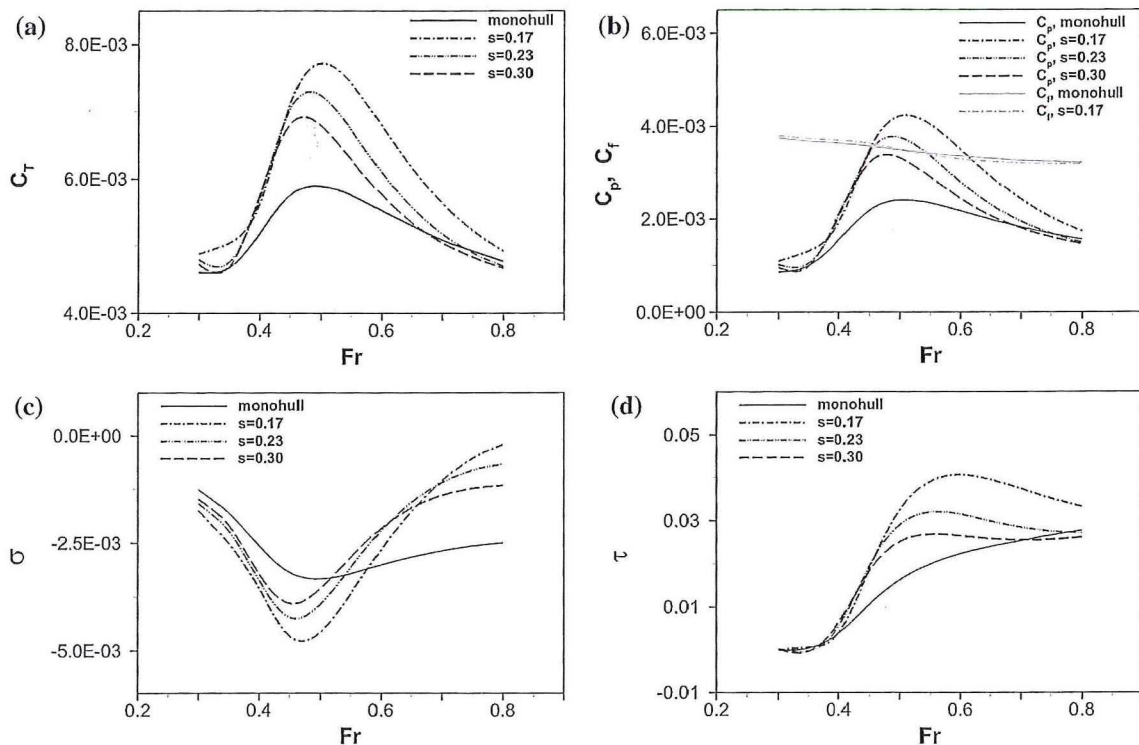 (a)
monohull
s=0.17
s=0.23
s=0.30
8.0E-03
6.0E-03
4.0E-03
C_T
0.2
0.4
0.6
0.8
Fr
(b)
C_p, monohull
C_p, s=0.17
C_p, s=0.23
C_p, s=0.30
C_f, monohull
C_f, s=0.17
6.0E-03
4.0E-03
2.0E-03
0.0E+00
C_p, C_f
0.2
0.4
0.6
0.8
Fr
(c)
monohull
s=0.17
s=0.23
s=0.30
0.0E+00
-2.5E-03
-5.0E-03
σ
0.2
0.4
0.6
0.8
Fr
(d)
monohull
s=0.17
s=0.23
s=0.30
0.05
0.03
0.01
-0.01
τ
0.2
0.4
0.6
0.8
Fr